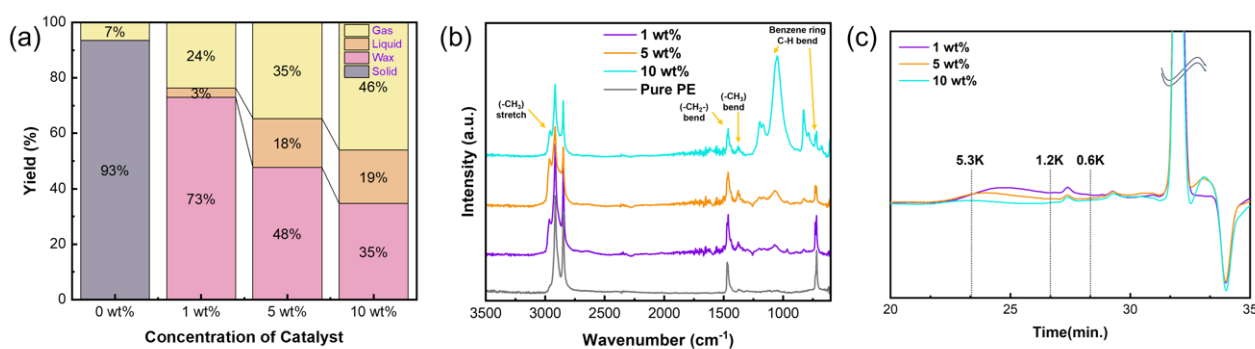 (a)
100
80
60
40
20
0
Yield (%)
7%
93%
24%
3%
73%
35%
18%
48%
46%
19%
35%
Gas
Liquid
Wax
Solid
0 wt%
1 wt%
5 wt%
10 wt%
Concentration of Catalyst
(b)
1 wt%
5 wt%
10 wt%
Pure PE
Benzene ring
C-H bend
(-CH₃)
stretch
(-CH₂-)
bend
(-CH₃)
bend
Intensity (a.u.)
3500
3000
2500
2000
1500
1000
Wavenumber (cm⁻¹)
(c)
1 wt%
5 wt%
10 wt%
5.3K
1.2K
0.6K
20
25
30
35
Time(min.)